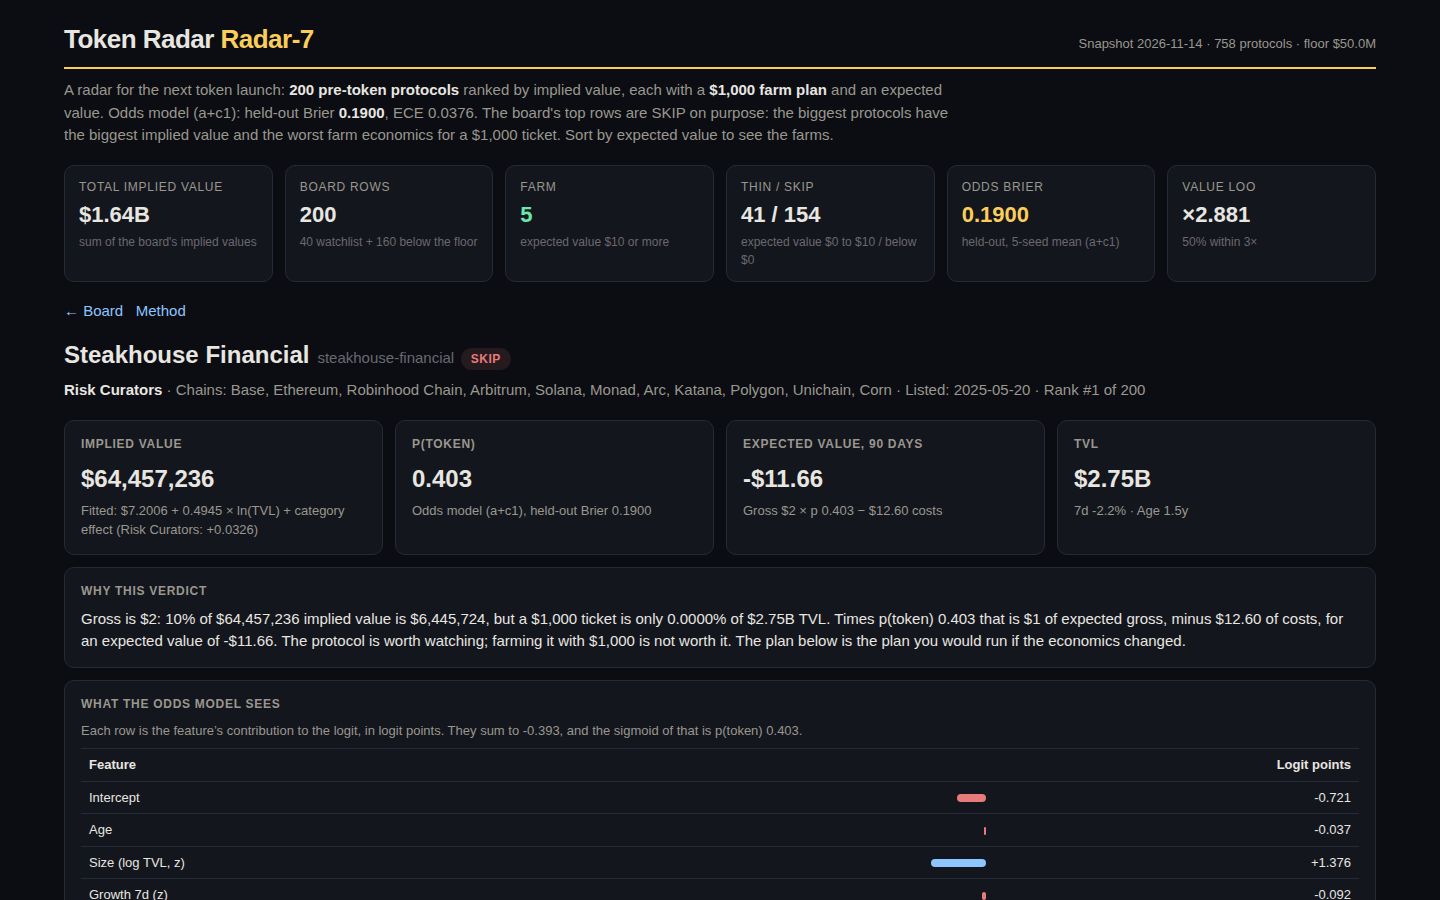 Token Radar Radar-7
Snapshot 2026-11-14 · 758 protocols · floor $50.0M
A radar for the next token launch: 200 pre-token protocols ranked by implied value, each with a $1,000 farm plan and an expected
value. Odds model (a+c1): held-out Brier 0.1900, ECE 0.0376. The board's top rows are SKIP on purpose: the biggest protocols have
the biggest implied value and the worst farm economics for a $1,000 ticket. Sort by expected value to see the farms.
TOTAL IMPLIED VALUE
$1.64B
sum of the board's implied values
BOARD ROWS
200
40 watchlist + 160 below the floor
FARM
5
expected value $10 or more
THIN / SKIP
41 / 154
expected value $0 to $10 / below
$0
ODDS BRIER
0.1900
held-out, 5-seed mean (a+c1)
VALUE LOO
×2.881
50% within 3×
← Board Method
Steakhouse Financial steakhouse-financial SKIP
Risk Curators · Chains: Base, Ethereum, Robinhood Chain, Arbitrum, Solana, Monad, Arc, Katana, Polygon, Unichain, Corn · Listed: 2025-05-20 · Rank #1 of 200
IMPLIED VALUE
$64,457,236
Fitted: $7.2006 + 0.4945 × ln(TVL) + category
effect (Risk Curators: +0.0326)
P(TOKEN)
0.403
Odds model (a+c1), held-out Brier 0.1900
EXPECTED VALUE, 90 DAYS
-$11.66
Gross $2 × p 0.403 − $12.60 costs
TVL
$2.75B
7d -2.2% · Age 1.5y
WHY THIS VERDICT
Gross is $2: 10% of $64,457,236 implied value is $6,445,724, but a $1,000 ticket is only 0.0000% of $2.75B TVL. Times p(token) 0.403 that is $1 of expected gross, minus $12.60 of costs, for
an expected value of -$11.66. The protocol is worth watching; farming it with $1,000 is not worth it. The plan below is the plan you would run if the economics changed.
WHAT THE ODDS MODEL SEES
Each row is the feature's contribution to the logit, in logit points. They sum to -0.393, and the sigmoid of that is p(token) 0.403.
Feature Logit points
Intercept -0.721
Age -0.037
Size (log TVL, z) +1.376
Growth 7d (z) -0.092